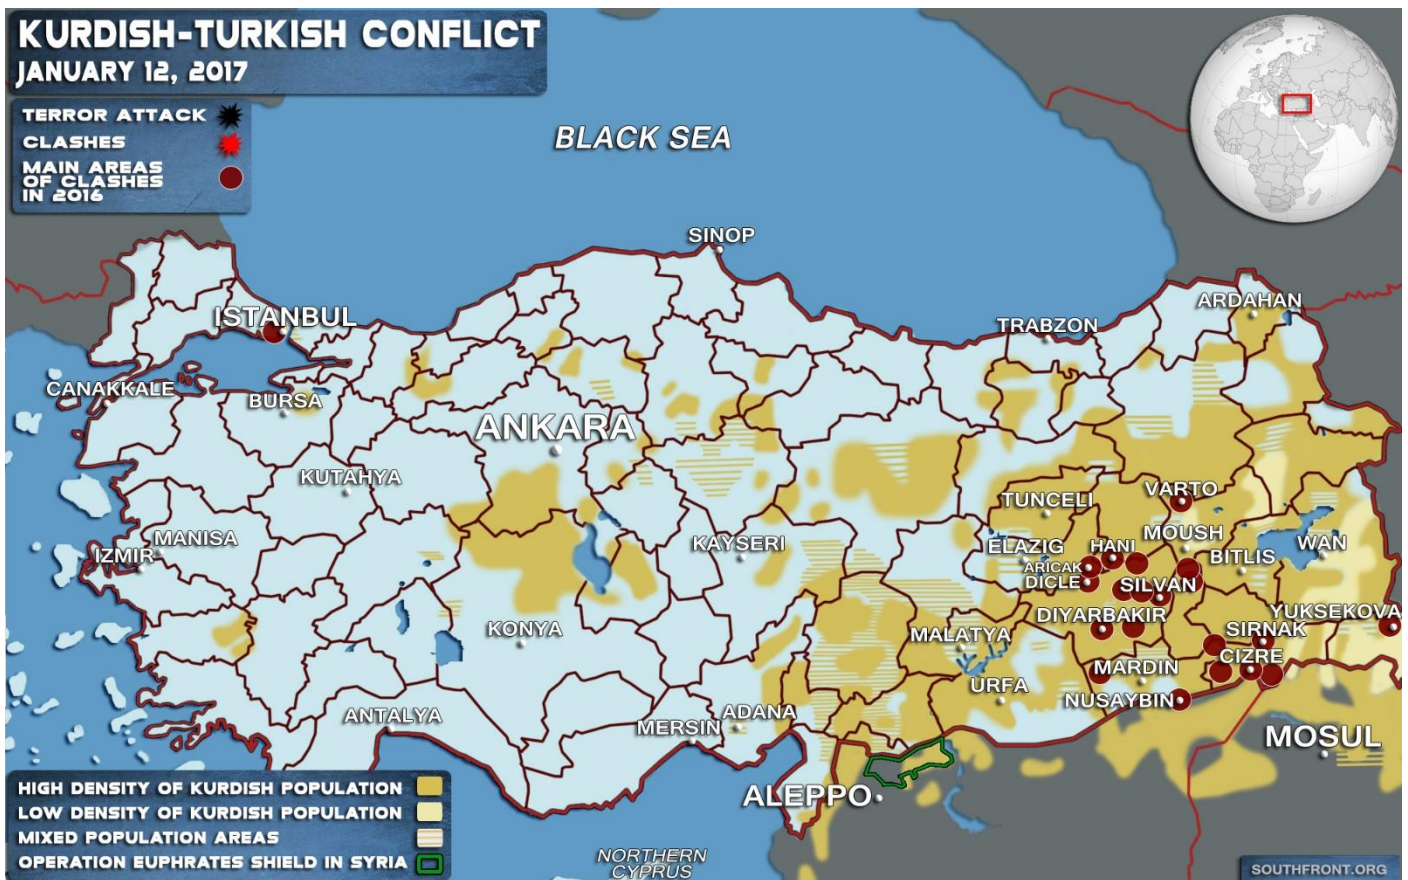 KURDISH-TURKISH CONFLICT
JANUARY 12, 2017
TERROR ATTACK
CLASHES
MAIN AREAS
OF CLASHES
IN 2016
BLACK SEA
SINOP
ISTANBUL
ARDAHAN
TRABZON
CANAKKALE
BURSA
ANKARA
KUTAHYA
TUNCELI
VARTO
MANISA
IZMIR
KAYSERI
ELAZIG
HANI
MOUSH
BITLIS
WAN
ARICAK
DICLE
SILVAN
KONYA
MALATYA
DIYARBAKIR
SIRNAK
YUKSEKOVA
CIZRE
MARDIN
URFA
NUSAYBIN
ANTALYA
MERSIN
ADANA
MOSUL
ALEPPO
HIGH DENSITY OF KURDISH POPULATION
LOW DENSITY OF KURDISH POPULATION
MIXED POPULATION AREAS
OPERATION EUPHRATES SHIELD IN SYRIA
NORTHERN
CYPRUS
SOUTHFRONT.ORG